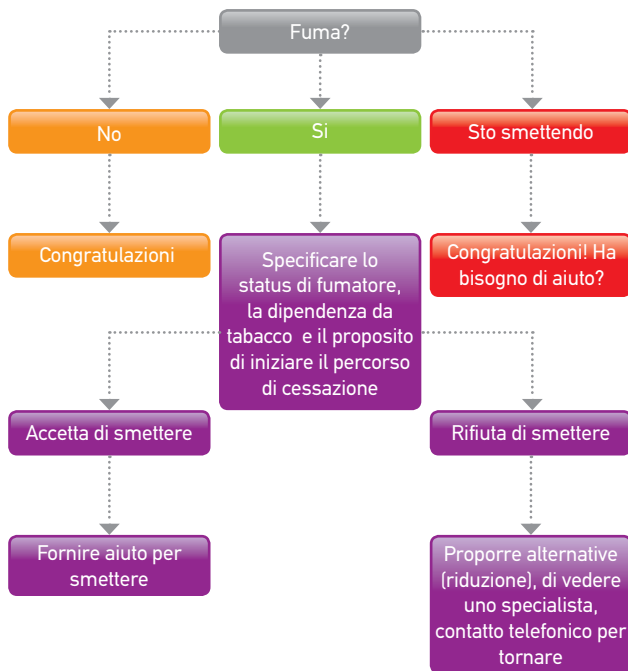 Fuma?
No
Si
Sto smettendo
Congratulazioni
Specificare lo
status di fumatore,
la dipendenza da
tabacco e il proposito
di iniziare il percorso
di cessazione
Congratulazioni! Ha
bisogno di aiuto?
Accetta di smettere
Rifiuta di smettere
Fornire aiuto per
smettere
Proporre alternative
(riduzione), di vedere
uno specialista,
contatto telefonico per
tornare